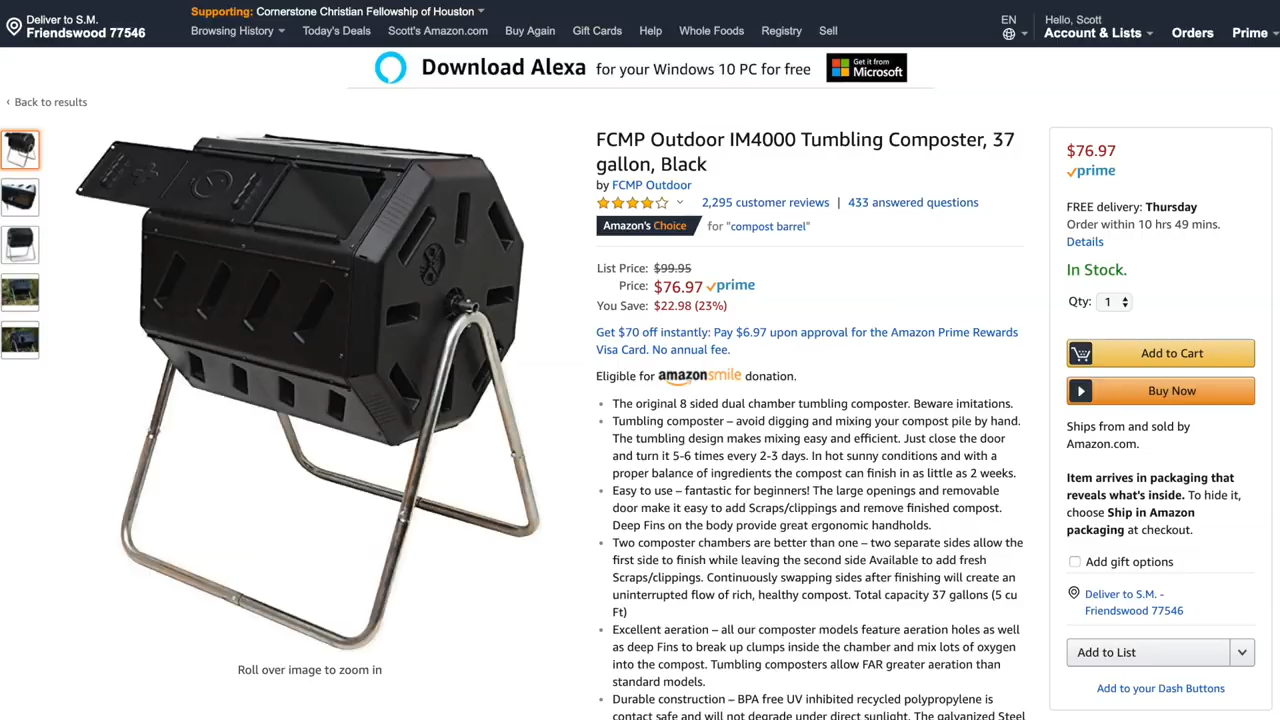 Deliver to S.M.
Friendswood 77546
Supporting: Cornerstone Christian Fellowship of Houston
Browsing History
Today's Deals
Scott's Amazon.com
Buy Again
Gift Cards
Help
Whole Foods
Registry
Sell
EN
Hello, Scott
Account & Lists
Orders
Prime
Download Alexa for your Windows 10 PC for free
Get it from
Microsoft
‹ Back to results
FCMP Outdoor IM4000 Tumbling Composter, 37
gallon, Black
by FCMP Outdoor
2,295 customer reviews | 433 answered questions
Amazon's Choice for "compost barrel"
List Price: $99.95
Price: $76.97 prime
You Save: $22.98 (23%)
Get $70 off instantly: Pay $6.97 upon approval for the Amazon Prime Rewards
Visa Card. No annual fee.
Eligible for amazonsmile donation.
• The original 8 sided dual chamber tumbling composter. Beware imitations.
• Tumbling composter – avoid digging and mixing your compost pile by hand.
The tumbling design makes mixing easy and efficient. Just close the door
and turn it 5-6 times every 2-3 days. In hot sunny conditions and with a
proper balance of ingredients the compost can finish in as little as 2 weeks.
• Easy to use – fantastic for beginners! The large openings and removable
door make it easy to add Scraps/clippings and remove finished compost.
Deep Fins on the body provide great ergonomic handholds.
• Two composter chambers are better than one – two separate sides allow the
first side to finish while leaving the second side Available to add fresh
Scraps/clippings. Continuously swapping sides after finishing will create an
uninterrupted flow of rich, healthy compost. Total capacity 37 gallons (5 cu
Ft)
• Excellent aeration – all our composter models feature aeration holes as well
as deep Fins to break up clumps inside the chamber and mix lots of oxygen
into the compost. Tumbling composters allow FAR greater aeration than
standard models.
• Durable construction – BPA free UV inhibited recycled polypropylene is
contact safe and will not degrade under direct sunlight. The galvanized Steel
Roll over image to zoom in
$76.97
prime
FREE delivery: Thursday
Order within 10 hrs 49 mins.
Details
In Stock.
Qty: 1
Add to Cart
Buy Now
Ships from and sold by
Amazon.com.
Item arrives in packaging that
reveals what's inside. To hide it,
choose Ship in Amazon
packaging at checkout.
Add gift options
Deliver to S.M. -
Friendswood 77546
Add to List
Add to your Dash Buttons